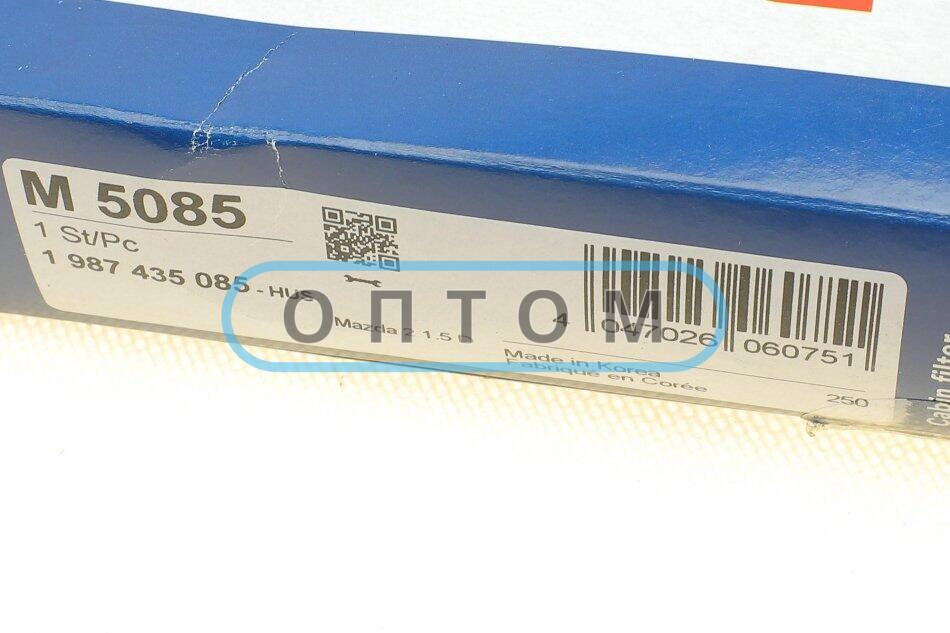 M 5085
1 St/Pc
1 987 435 085 - HUS
Mazda 2 1.5 D
4 047026 060751
Made in Korea
Fabriqué en Corée
250
Cabin filter
ОПТОМ